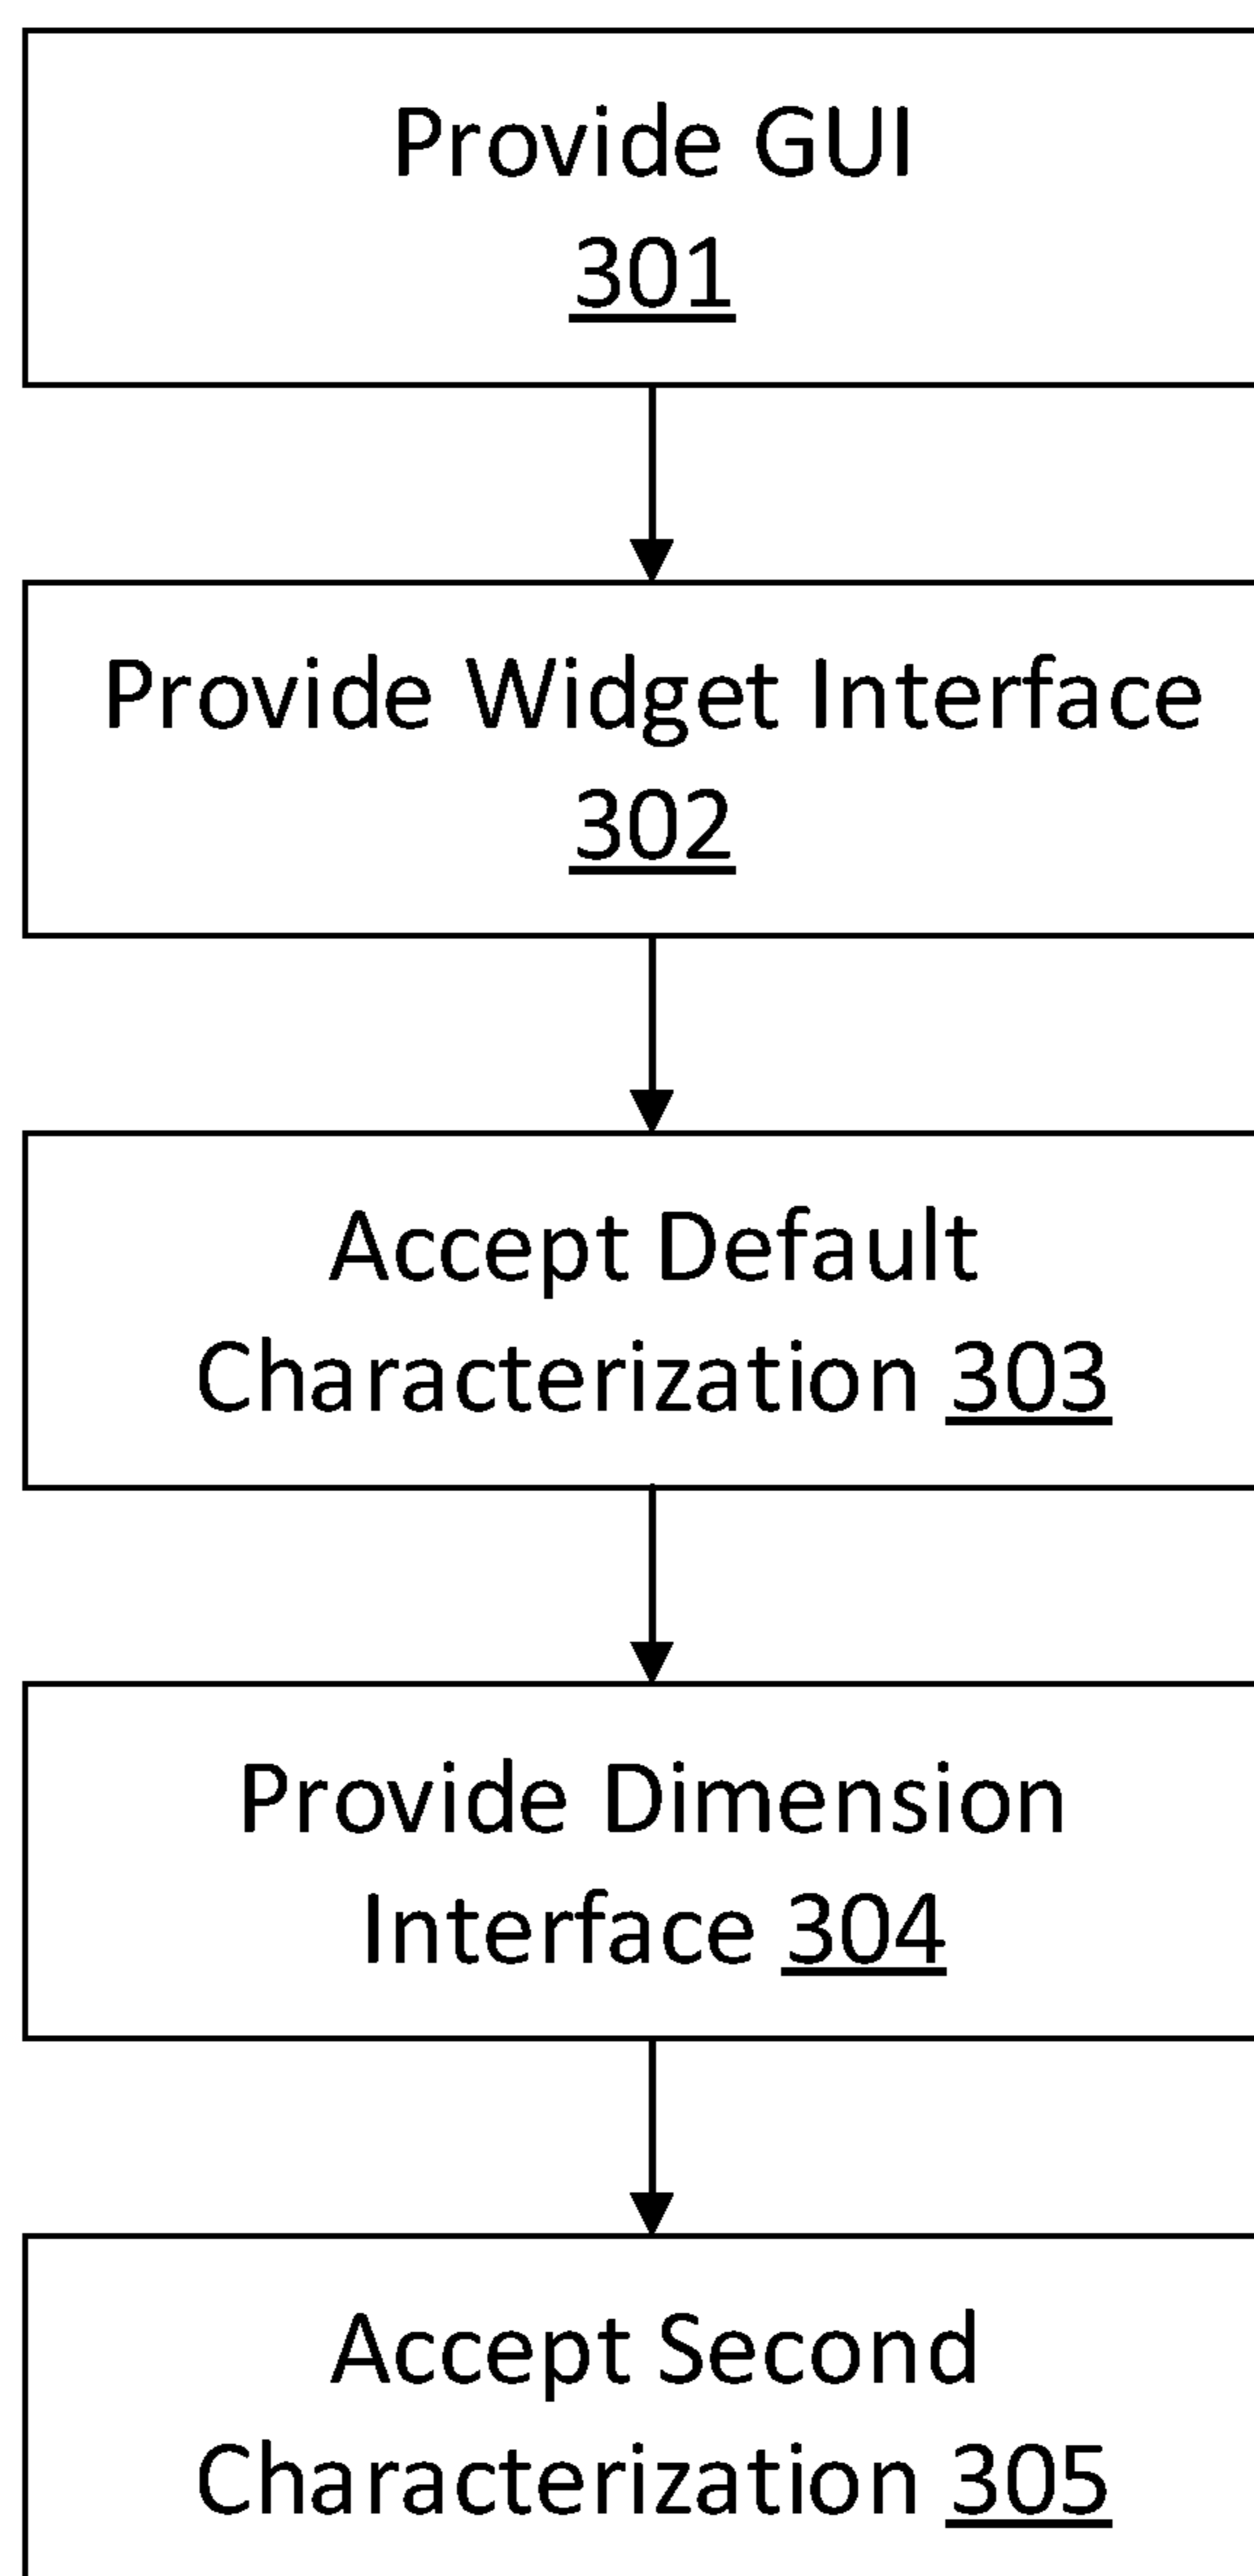 Provide GUI
301
Provide Widget Interface
302
Accept Default
Characterization 303
Provide Dimension
Interface 304
Accept Second
Characterization 305